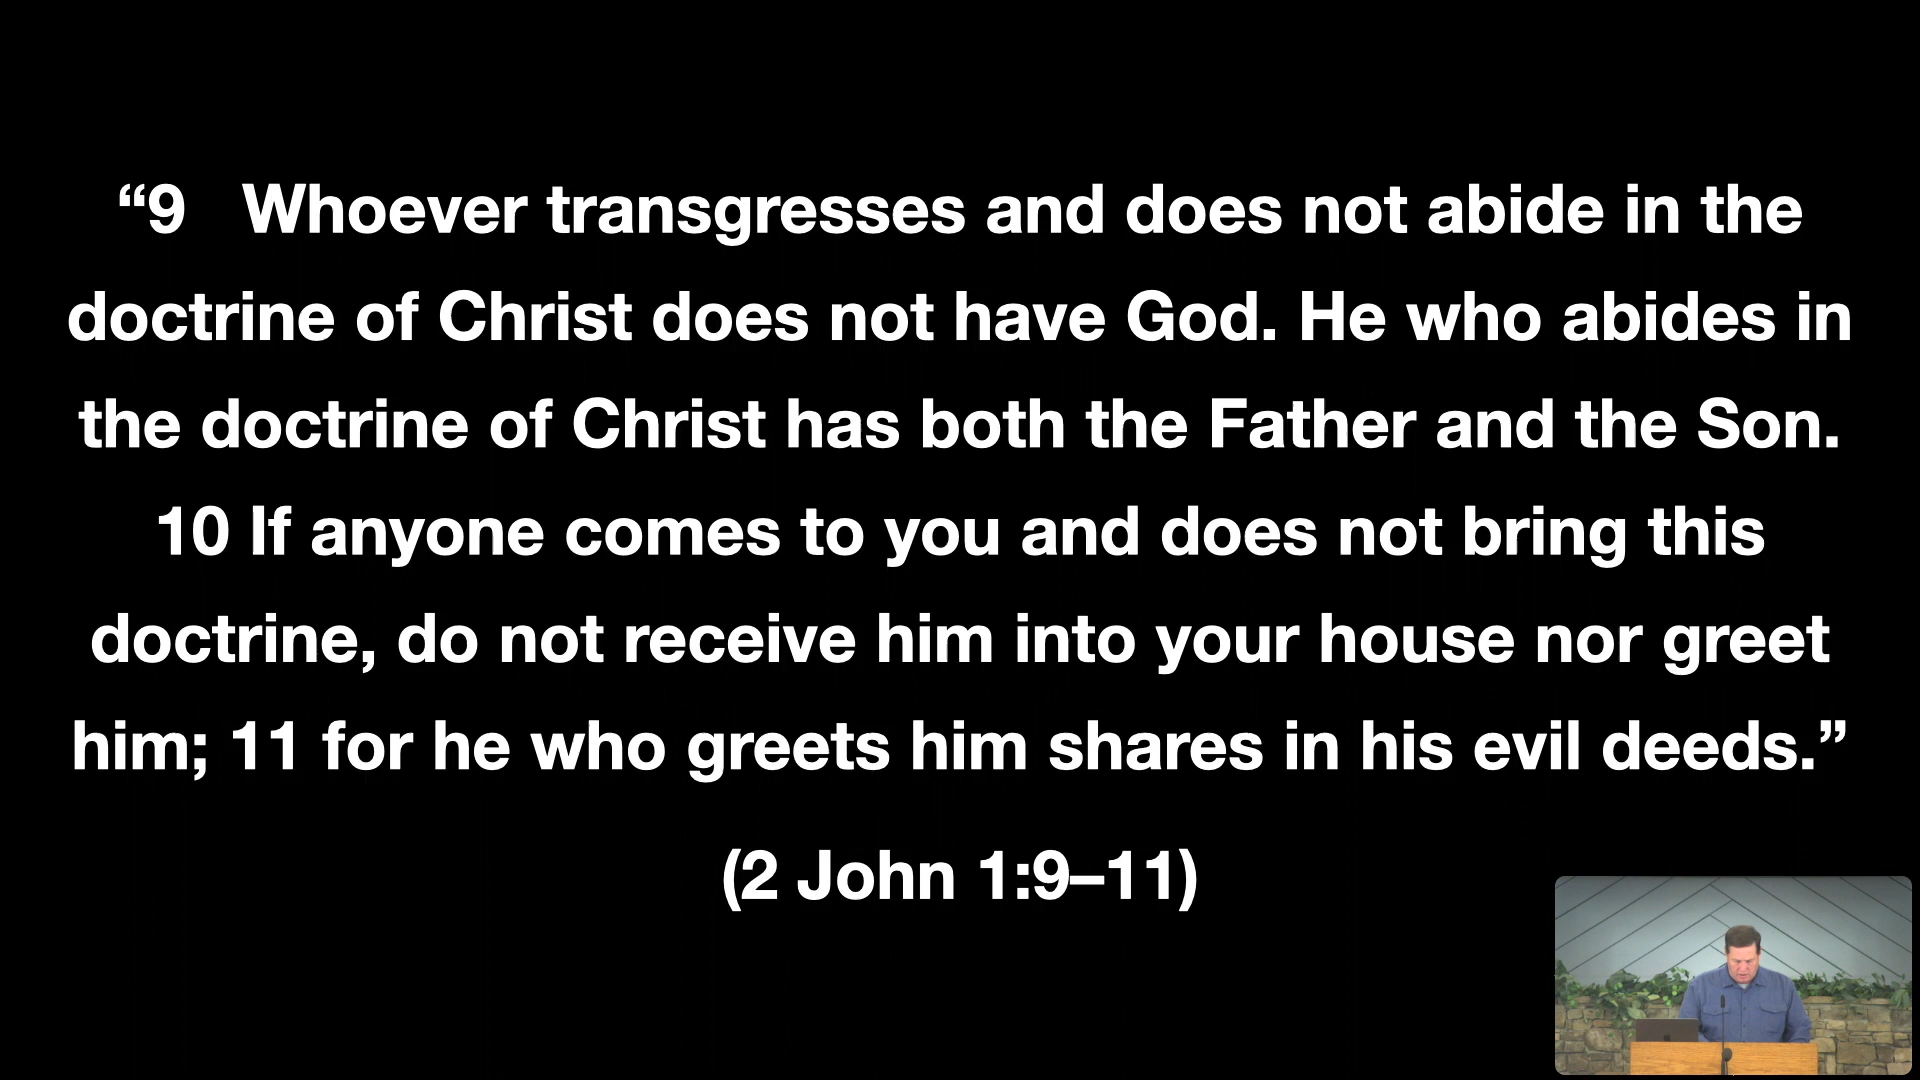 “9   Whoever transgresses and does not abide in the
doctrine of Christ does not have God. He who abides in
the doctrine of Christ has both the Father and the Son.
10 If anyone comes to you and does not bring this
doctrine, do not receive him into your house nor greet
him; 11 for he who greets him shares in his evil deeds.”
(2 John 1:9–11)